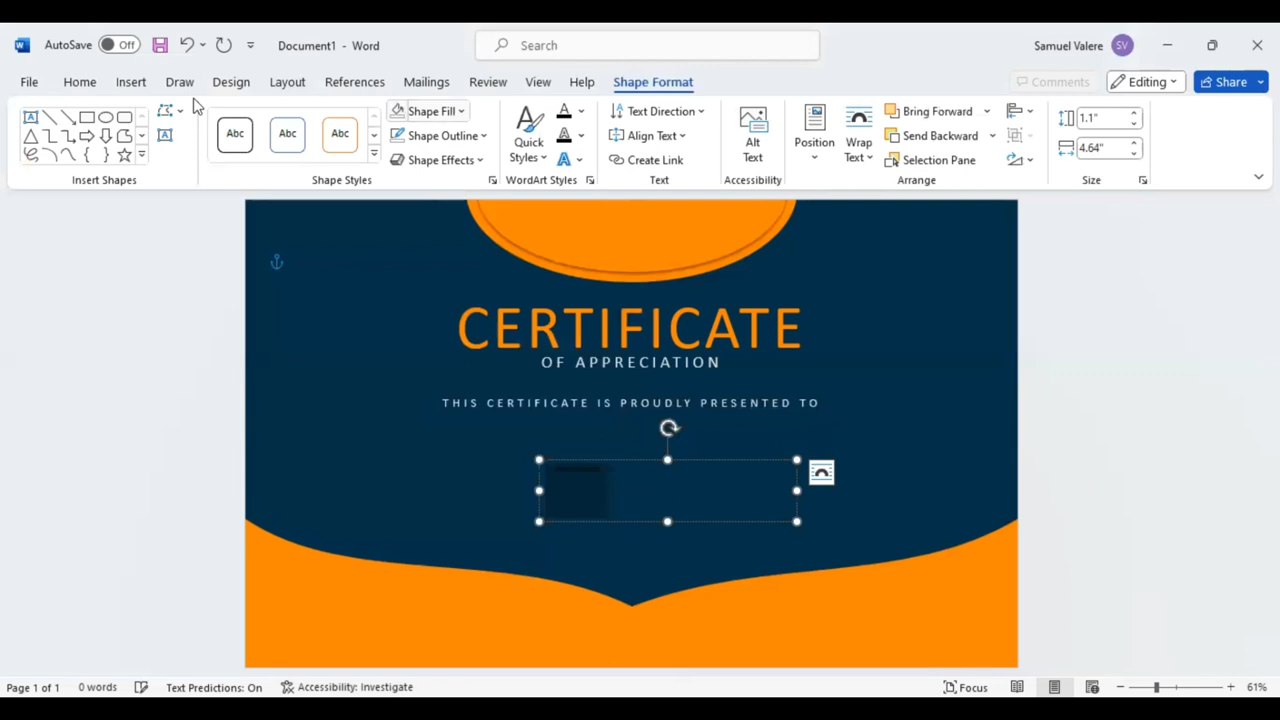 AutoSave Off Document1 - Word Search Samuel Valere SV
File Home Insert Draw Design Layout References Mailings Review View Help Shape Format Comments Editing Share
Abc Abc Abc
Shape Fill
Shape Outline
Shape Effects
Quick Styles
A
A
A
Text Direction
Align Text
Create Link
Alt Text
Position
Wrap Text
Bring Forward
Send Backward
Selection Pane
1.1"
4.64"
Insert Shapes Shape Styles WordArt Styles Text Accessibility Arrange Size
CERTIFICATE
OF APPRECIATION
THIS CERTIFICATE IS PROUDLY PRESENTED TO
Page 1 of 1 0 words Text Predictions: On Accessibility: Investigate Focus 61%